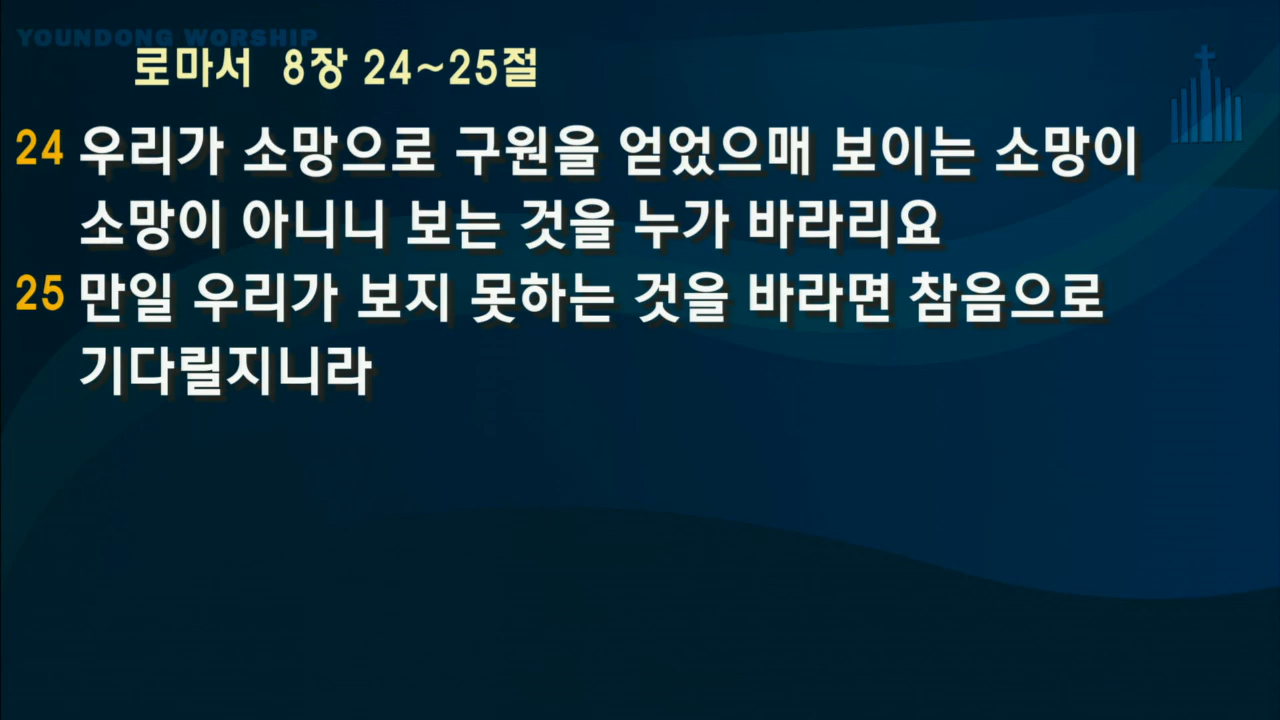 YOUNDONG WORSHIP
로마서 8장 24~25절
24 우리가 소망으로 구원을 얻었으매 보이는 소망이
소망이 아니니 보는 것을 누가 바라리요
25 만일 우리가 보지 못하는 것을 바라면 참음으로
기다릴지니라